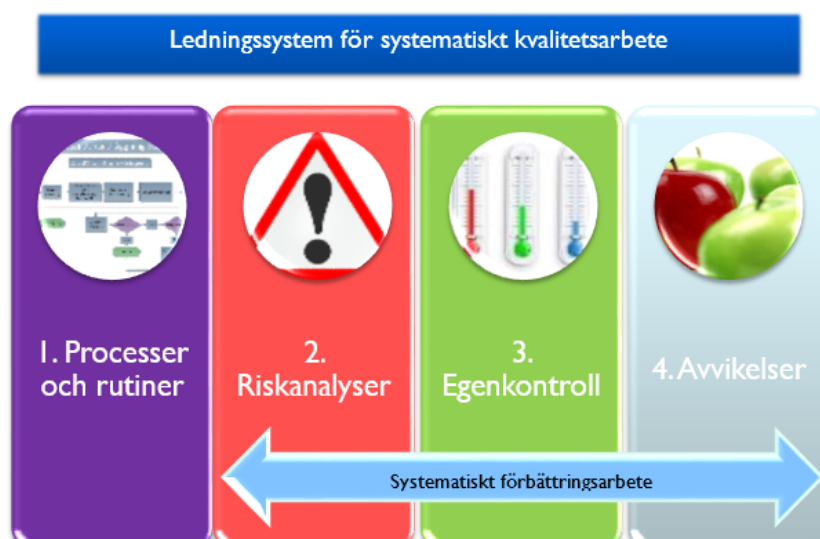 Ledningssystem för systematiskt kvalitetsarbete
1. Processer
och rutiner
2.
Riskanalyser
3.
Egenkontroll
4. Avvikelser
Systematiskt förbättringsarbete